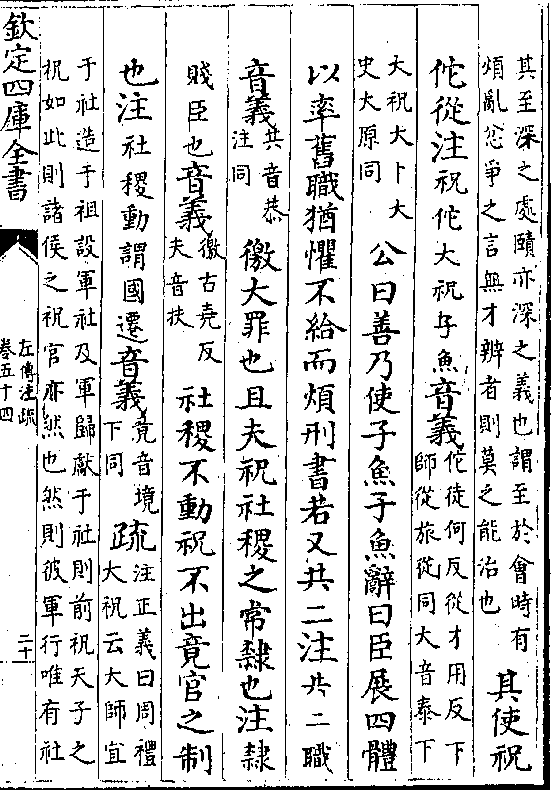 其至深之處賾亦深之義也謂至於會時有
煩亂忿爭之言無才辨者則莫之能治也
其使祝
佗從注祝佗大祝子魚音義
佗徒何反從才用反下
師從旅從同大音泰下
大祝大卜大
史大原同
公曰善乃使子魚子魚辭曰臣展四體
以率舊職猶懼不給而煩刑書若又共二注共二職
音義
共音恭
注同
徼大罪也且夫祝社稷之常隸也注隸
賤臣也音義
徼古堯反
夫音扶
社稷不動祝不出竟官之制
也注社稷動謂國遷音義
竟音境
下同
疏
注正義曰周禮
大祝云大師宜
于社造于祖設軍社及軍歸獻于社則前祝天子之
祝如此則諸侯之祝官亦然也然則彼軍行唯有社
欽定四庫全書
左傳注疏
卷五十四
二十